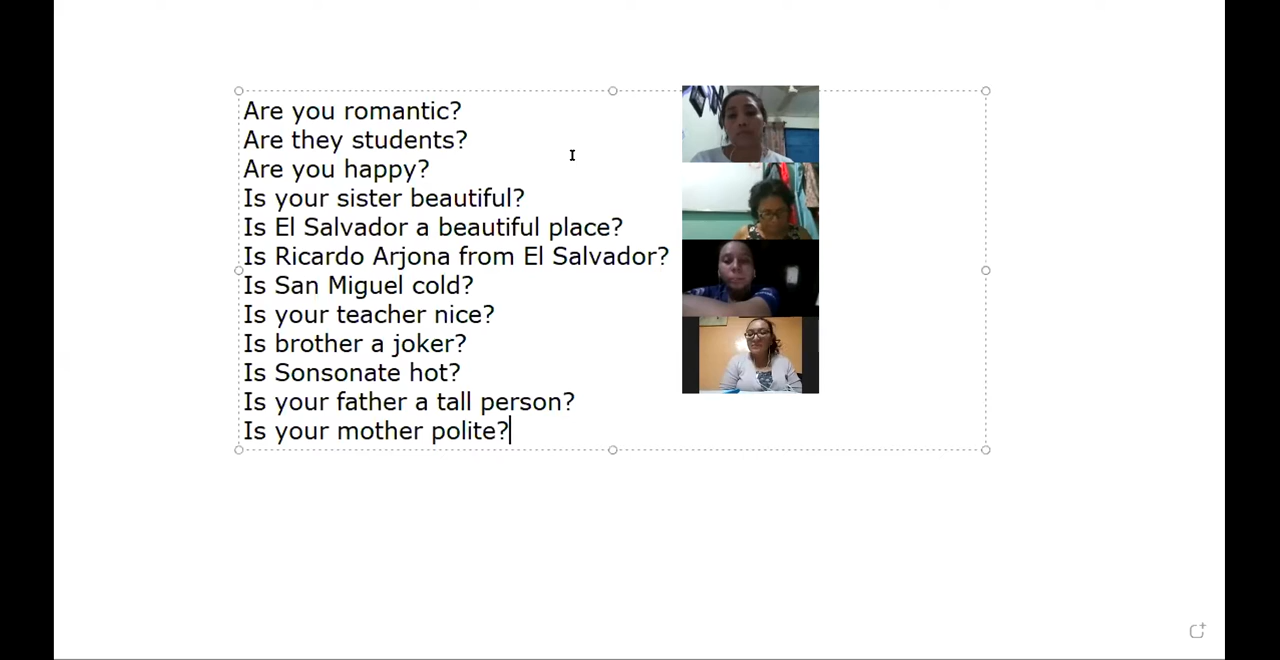 Are you romantic?
Are they students?
Are you happy?
Is your sister beautiful?
Is El Salvador a beautiful place?
Is Ricardo Arjona from El Salvador?
Is San Miguel cold?
Is your teacher nice?
Is brother a joker?
Is Sonsonate hot?
Is your father a tall person?
Is your mother polite?